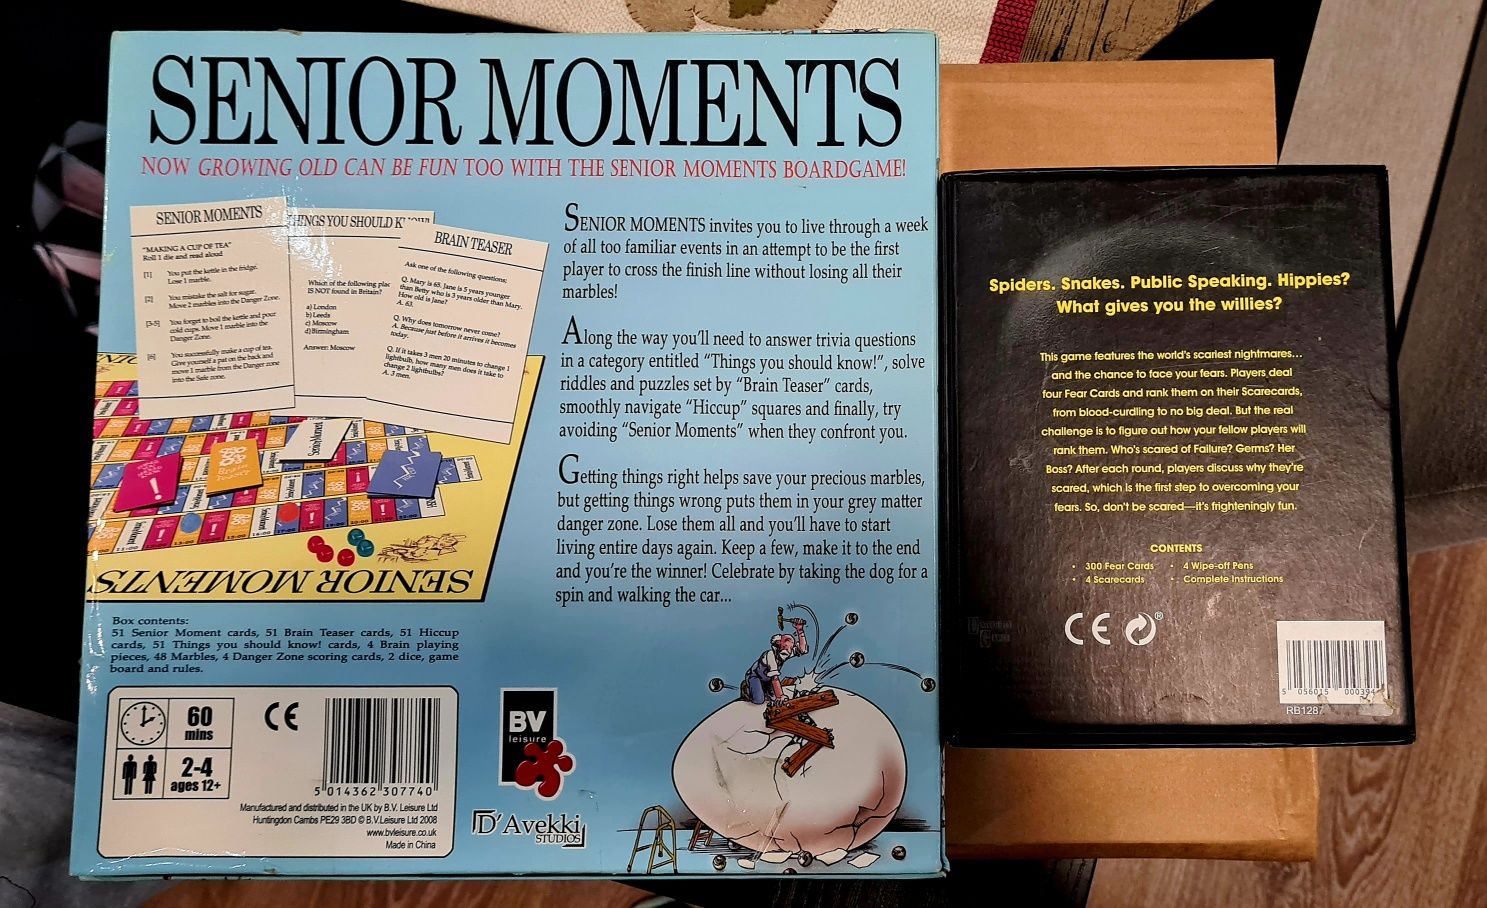 SENIOR MOMENTS
NOW GROWING OLD CAN BE FUN TOO WITH THE SENIOR MOMENTS BOARDGAME!
SENIOR MOMENTS
"MAKING A CUP OF TEA"
Roll 1 die and read aloud
[1] You put the kettle in the fridge.
Lose 1 marble.
[2] You mistake the salt for sugar.
Move 2 marbles into the Danger Zone.
[3-5] You forget to boil the kettle and pour
cold cups. Move 1 marble into the
Danger Zone.
[6] You successfully make a cup of tea.
Give yourself a pat on the back and
move 1 marble from the Danger zone
into the Safe zone.
THINGS YOU SHOULD KNOW!
Which of the following plac
IS NOT found in Britain?
a) London
b) Leeds
c) Moscow
d) Birmingham
Answer: Moscow
BRAIN TEASER
Ask one of the following questions:
Q. Mary is 68. Jane is 5 years younger
than Betty who is 3 years older than Mary.
How old is Jane?
A. 63.
Q. Why does tomorrow never come?
A. Because just before it arrives it becomes
today.
Q. If it takes 3 men 20 minutes to change 1
lightbulb, how many men does it take to
change 2 lightbulbs?
A. 3 men.
SENIOR MOMENTS
SENIOR MOMENTS invites you to live through a week
of all too familiar events in an attempt to be the first
player to cross the finish line without losing all their
marbles!
Along the way you'll need to answer trivia questions
in a category entitled "Things you should know!", solve
riddles and puzzles set by "Brain Teaser" cards,
smoothly navigate "Hiccup" squares and finally, try
avoiding "Senior Moments" when they confront you.
Getting things right helps save your precious marbles,
but getting things wrong puts them in your grey matter
danger zone. Lose them all and you'll have to start
living entire days again. Keep a few, make it to the end
and you're the winner! Celebrate by taking the dog for a
spin and walking the car...
Box contents:
51 Senior Moment cards, 51 Brain Teaser cards, 51 Hiccup
cards, 51 Things you should know! cards, 4 Brain playing
pieces, 48 Marbles, 4 Danger Zone scoring cards, 2 dice, game
board and rules.
60
mins
2-4
ages 12+
CE
5 014362 307740
Manufactured and distributed in the UK by B.V. Leisure Ltd
Huntingdon Cambs PE29 3BD © B.V.Leisure Ltd 2008
www.bvleisure.co.uk
Made in China
BV
leisure
D'Avekki
STUDIOS
Spiders. Snakes. Public Speaking. Hippies?
What gives you the willies?
This game features the world's scariest nightmares...
and the chance to face your fears. Players deal
four Fear Cards and rank them on their Scarecards,
from blood-curdling to no big deal. But the real
challenge is to figure out how your fellow players will
rank them. Who's scared of Failure? Germs? Her
Boss? After each round, players discuss why they're
scared, which is the first step to overcoming your
fears. So, don't be scared—it's frighteningly fun.
CONTENTS
• 300 Fear Cards • 4 Wipe-off Pens
• 4 Scarecards • Complete Instructions
CE
5 056015 000394
RB1287